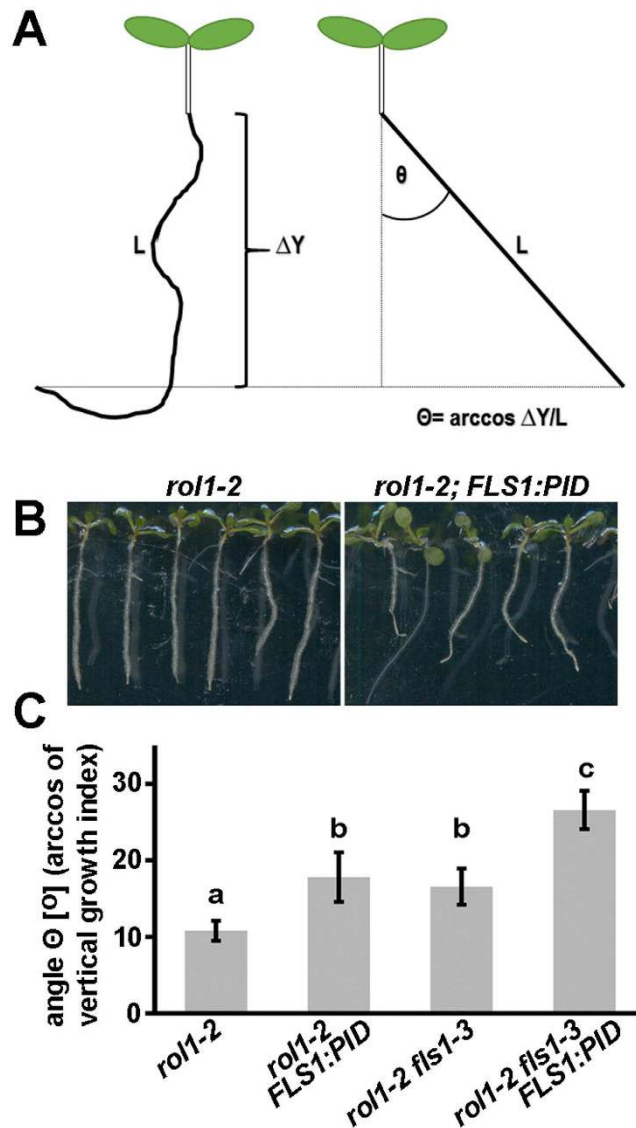 A
L
ΔY
θ
L
Θ= arccos ΔY/L
B
rol1-2
rol1-2; FLS1:PID
C
angle Θ [º] (arccos of
vertical growth index)
30
20
10
0
a
b
b
c
rol1-2
rol1-2
FLS1:PID
rol1-2 fls1-3
rol1-2 fls1-3
FLS1:PID